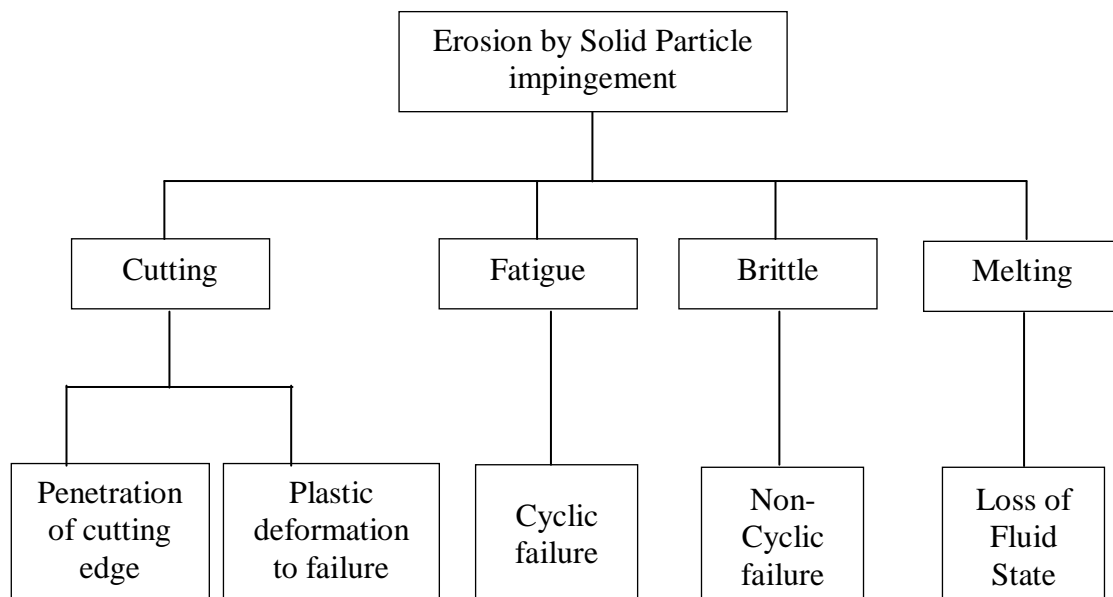 Erosion by Solid Particle
impingement
Cutting
Fatigue
Brittle
Melting
Penetration
of cutting
edge
Plastic
deformation
to failure
Cyclic
failure
Non-
Cyclic
failure
Loss of
Fluid
State